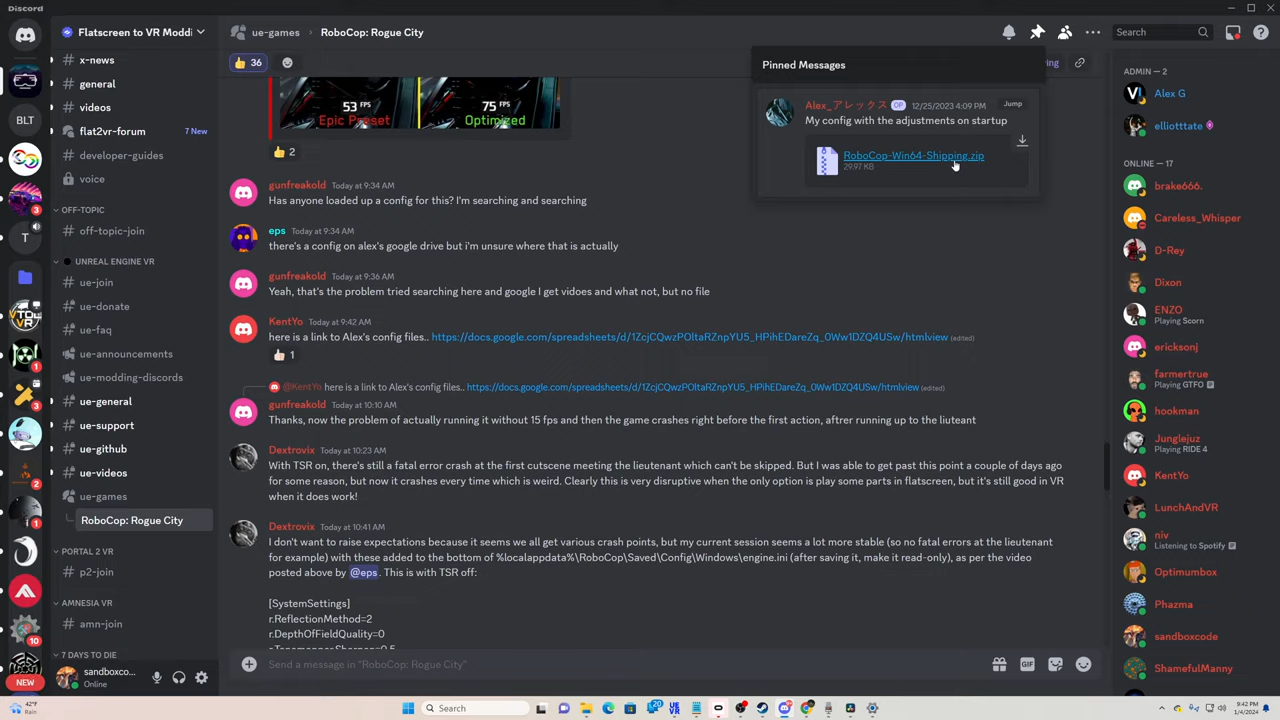 Discord
Flatscreen to VR Moddi
x-news
general
videos
flat2vr-forum
7 New
developer-guides
voice
OFF-TOPIC
off-topic-join
UNREAL ENGINE VR
ue-join
ue-donate
ue-faq
ue-announcements
ue-modding-discords
ue-general
ue-support
ue-github
ue-videos
ue-games
RoboCop: Rogue City
PORTAL 2 VR
p2-join
AMNESIA VR
amn-join
7 DAYS TO DIE
sandboxco...
Online
BLT
T
3
1
3
2
1
10
NEW
ue-games
RoboCop: Rogue City
Search
36
53 FPS
Epic Preset
75 FPS
Optimized
2
gunfreakold Today at 9:34 AM
Has anyone loaded up a config for this? I'm searching and searching
eps Today at 9:34 AM
there's a config on alex's google drive but i'm unsure where that is actually
gunfreakold Today at 9:36 AM
Yeah, that's the problem tried searching here and google I get vidoes and what not, but no file
KentYo Today at 9:42 AM
here is a link to Alex's config files.. https://docs.google.com/spreadsheets/d/1ZcjCQwzPOltaRZnpYU5_HPihEDareZq_0Ww1DZQ4USw/htmlview (edited)
1
@KentYo here is a link to Alex's config files.. https://docs.google.com/spreadsheets/d/1ZcjCQwzPOltaRZnpYU5_HPihEDareZq_0Ww1DZQ4USw/htmlview (edited)
gunfreakold Today at 10:10 AM
Thanks, now the problem of actually running it without 15 fps and then the game crashes right before the first action, aftrer running up to the liuteant
Dextrovix Today at 10:23 AM
With TSR on, there's still a fatal error crash at the first cutscene meeting the lieutenant which can't be skipped. But I was able to get past this point a couple of days ago
for some reason, but now it crashes every time which is weird. Clearly this is very disruptive when the only option is play some parts in flatscreen, but it's still good in VR
when it does work!
Dextrovix Today at 10:41 AM
I don't want to raise expectations because it seems we all get various crash points, but my current session seems a lot more stable (so no fatal errors at the lieutenant
for example) with these added to the bottom of %localappdata%\RoboCop\Saved\Config\Windows\engine.ini (after saving it, make it read-only), as per the video
posted above by @eps. This is with TSR off:
[SystemSettings]
r.ReflectionMethod=2
r.DepthOfFieldQuality=0
r.TonemapperSharpen=0.5
Send a message in "RoboCop: Rogue City"
GIF
Pinned Messages
Alex_アレックス OP 12/25/2023 4:09 PM
Jump
My config with the adjustments on startup
RoboCop-Win64-Shipping.zip
29.97 KB
ADMIN — 2
Alex G
elliotttate
ONLINE — 17
brake666.
Careless_Whisper
D-Rey
Dixon
ENZO
Playing Scorn
ericksonj
farmertrue
Playing GTFO
hookman
Junglejuz
Playing RIDE 4
KentYo
LunchAndVR
niv
Listening to Spotify
Optimumbox
Phazma
sandboxcode
ShamefulManny
42°F
Rain
Search
9:42 PM
1/4/2024